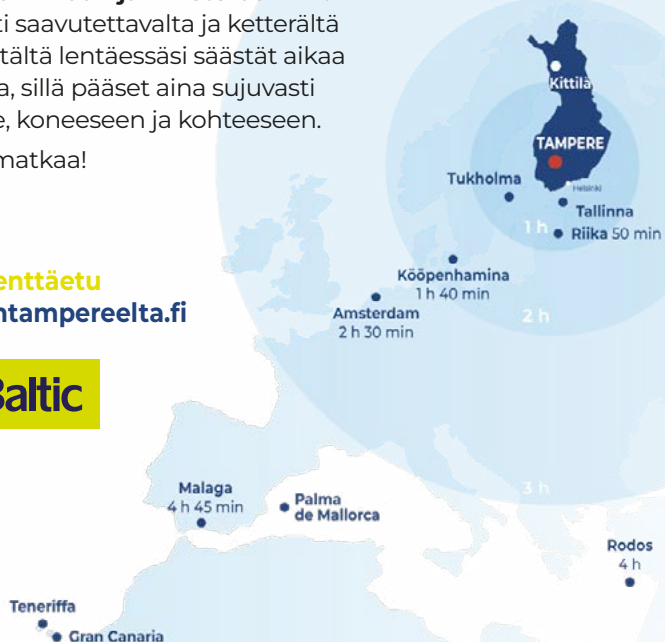 ti saavutettavalta ja ketterältä
tältä lentäessäsi säästät aikaa
a, sillä pääset aina sujuvasti
e, koneeseen ja kohteeseen.
matkaa!
enttäetu
ntampereelta.fi
Baltic
Kittilä
TAMPERE
Helsinki
Tukholma
Tallinna
1 h
Riika 50 min
Kööpenhamina
1 h 40 min
Amsterdam
2 h 30 min
2 h
3 h
Malaga
4 h 45 min
Palma
de Mallorca
Rodos
4 h
Teneriffa
Gran Canaria